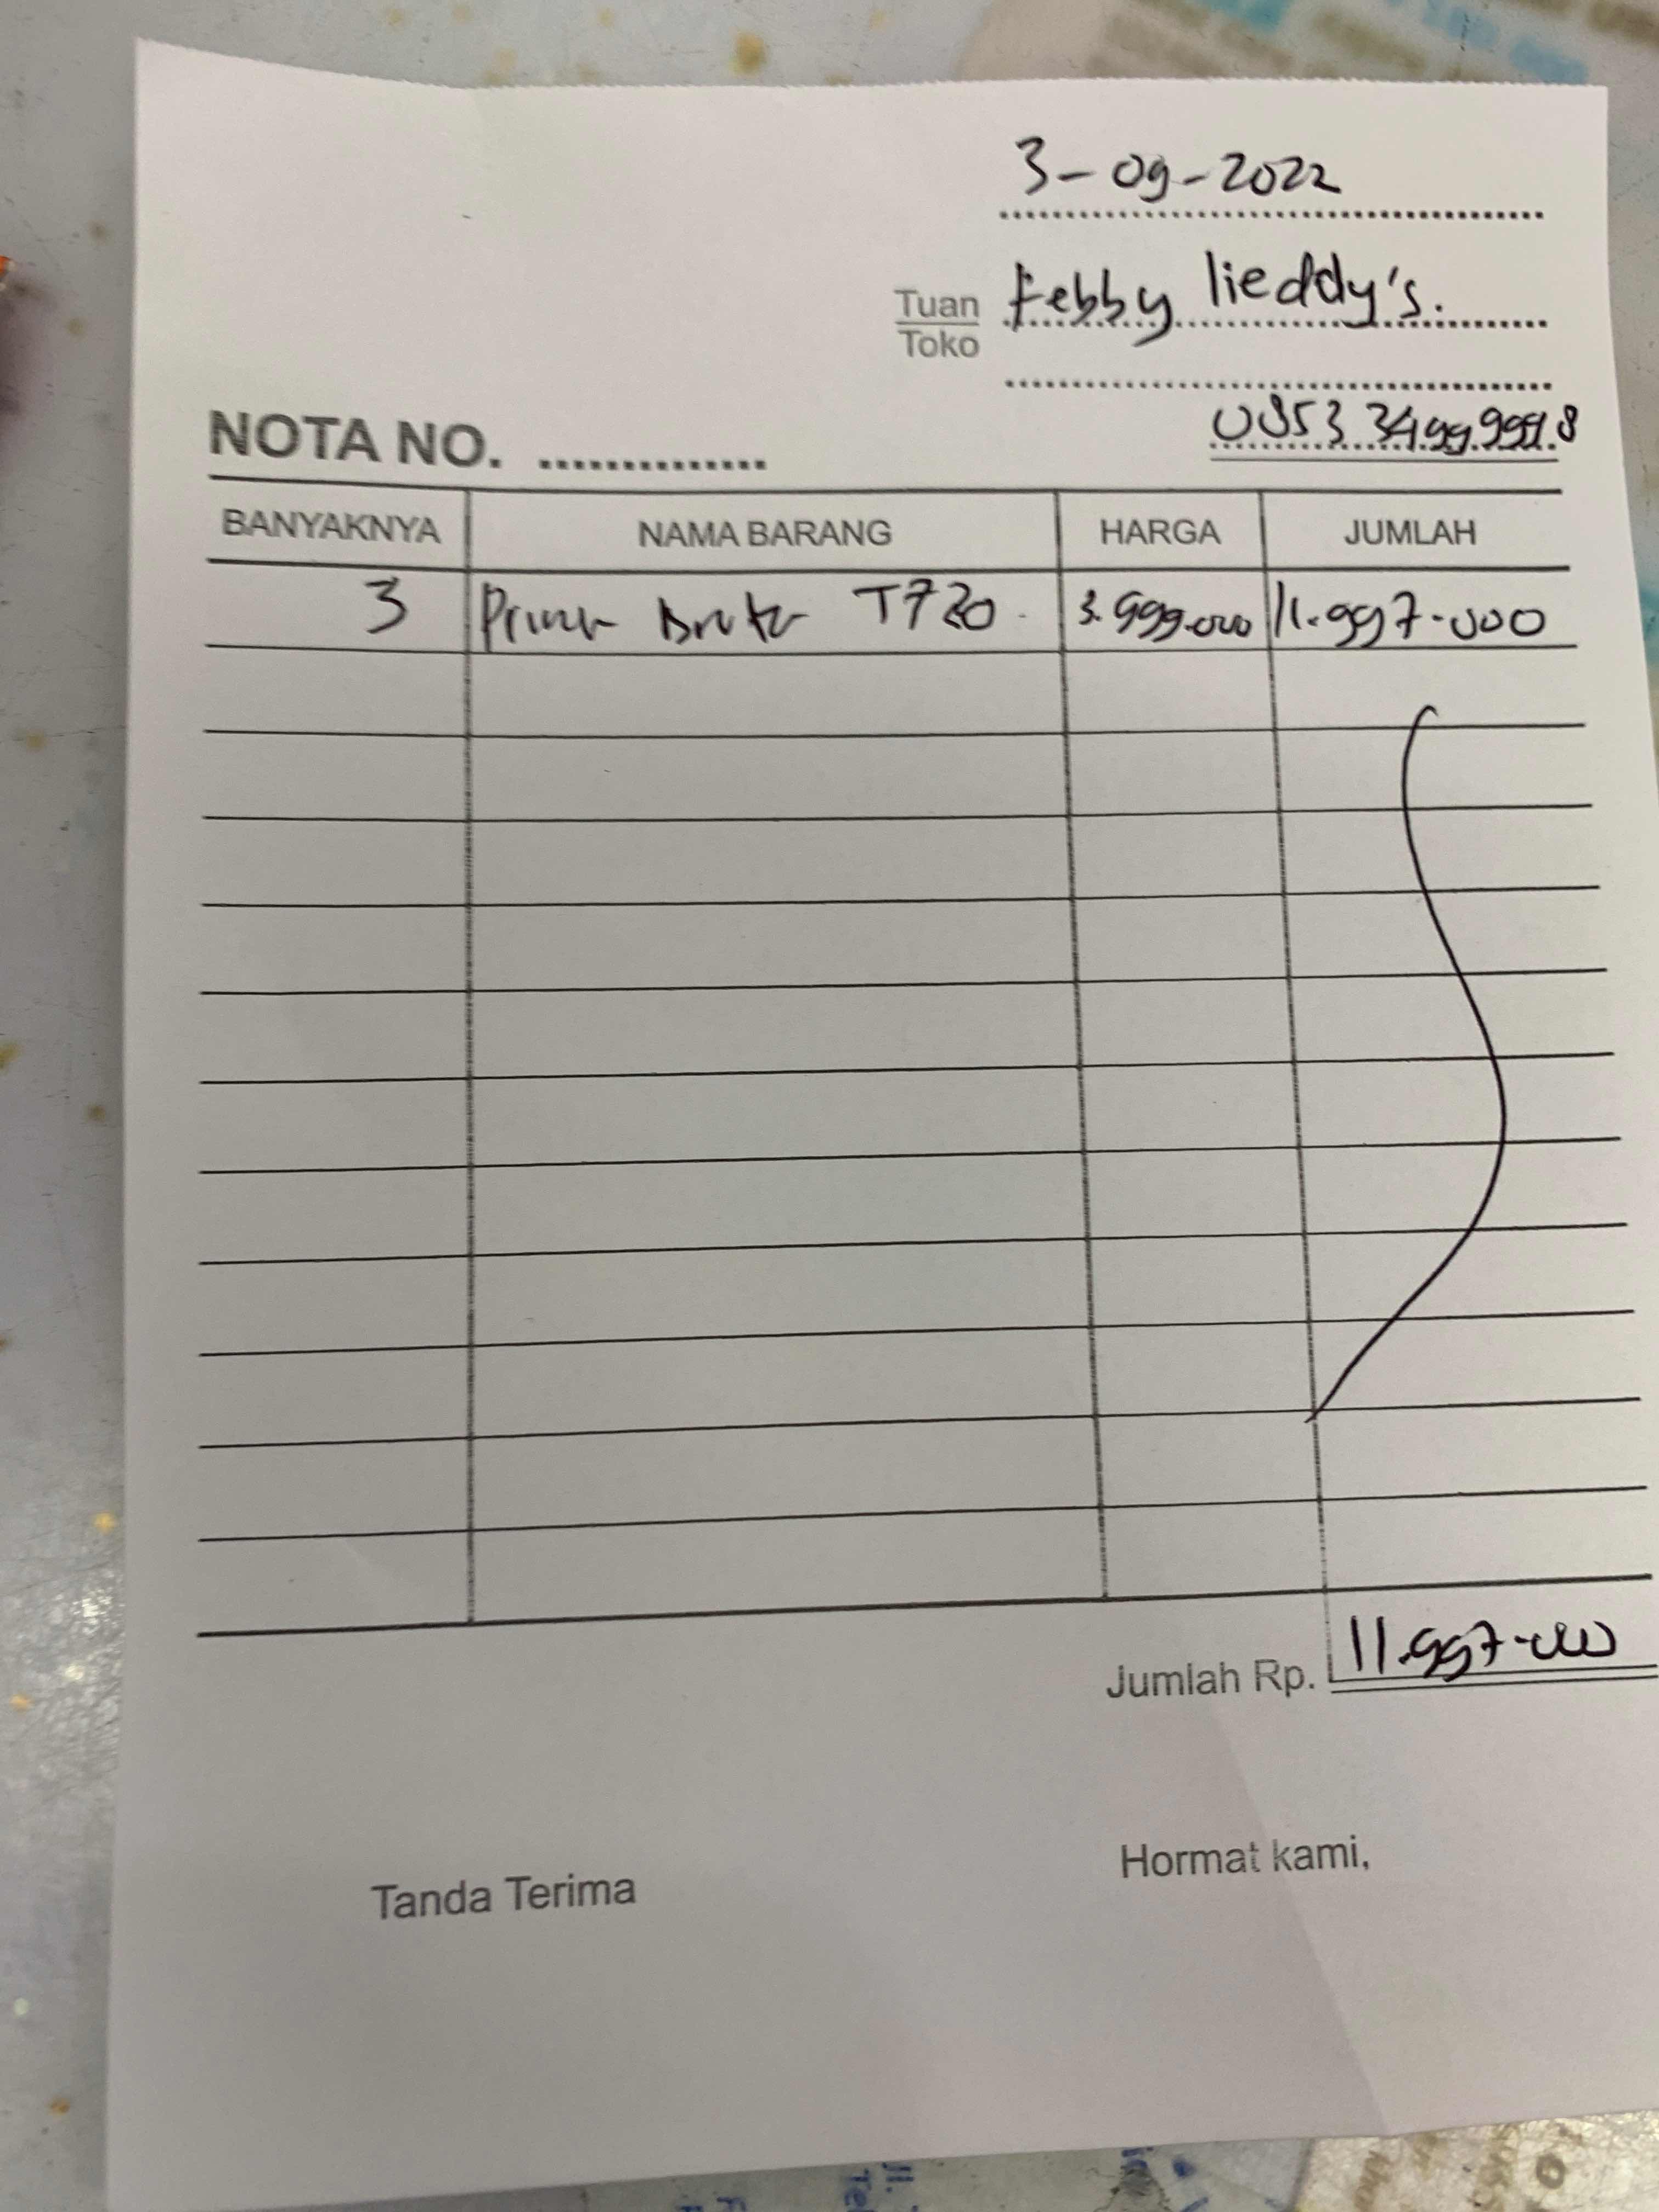 3-09-2022
Tuan Febby lieddy's.
Toko
NOTA NO. ..............
BANYAKNYA NAMA BARANG HARGA JUMLAH
3 T720 3.999.000 11.997.000
Jumlah Rp. 11.997.000
Tanda Terima Hormat kami,